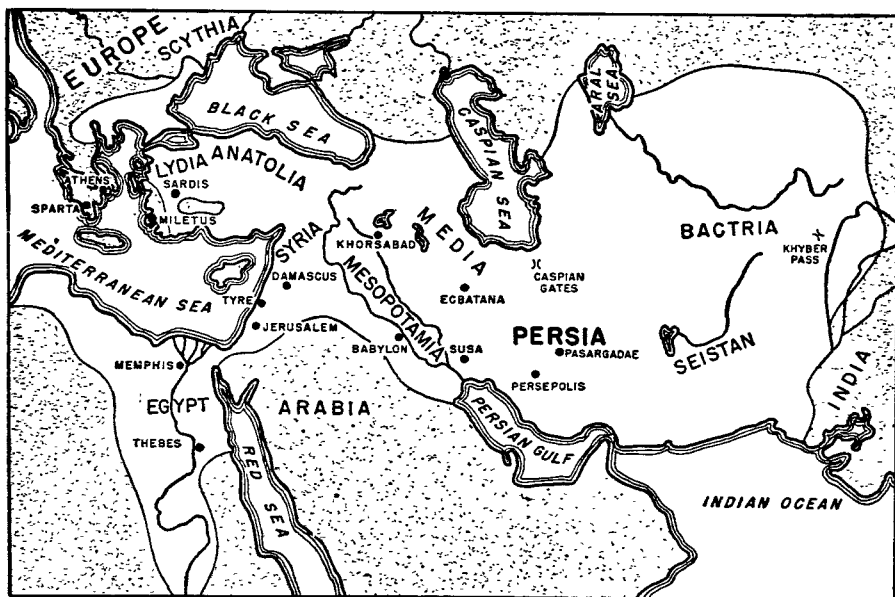 EUROPE
SCYTHIA
BLACK SEA
CASPIAN SEA
ARAL SEA
LYDIA
ANATOLIA
ATHENS
SARDIS
SPARTA
MILETUS
MEDITERRANEAN SEA
SYRIA
DAMASCUS
TYRE
JERUSALEM
MEMPHIS
EGYPT
THEBES
RED SEA
ARABIA
KHORSABAD
MEDIA
MESOPOTAMIA
ECBATANA
CASPIAN
GATES
BABYLON
SUSA
PERSIA
PASARGADAE
PERSEPOLIS
PERSIAN GULF
SEISTAN
BACTRIA
KHYBER
PASS
INDIA
INDIAN OCEAN